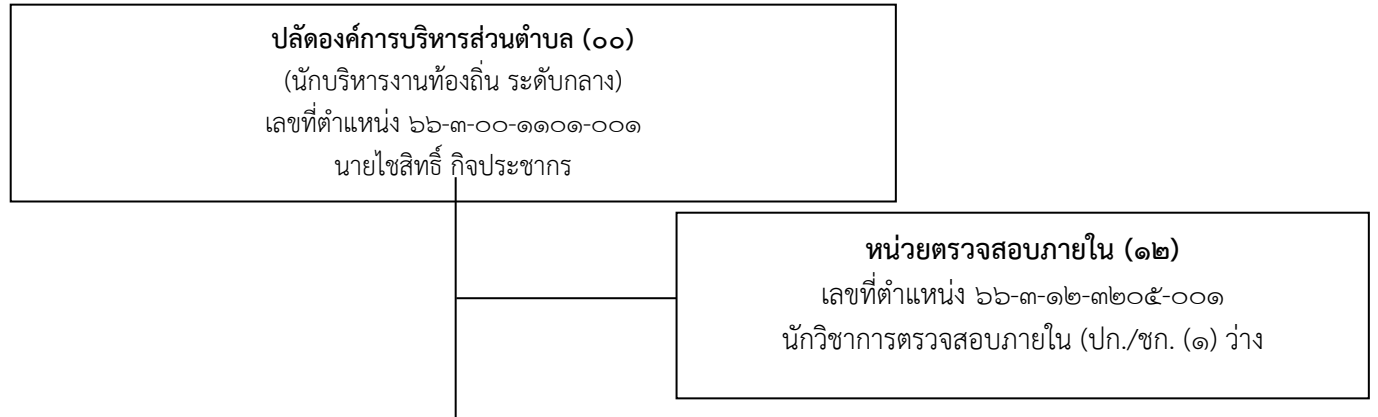 ปลัดองค์การบริหารส่วนตำบล (๐๐)
(นักบริหารงานท้องถิ่น ระดับกลาง)
เลขที่ตำแหน่ง ๖๖-๓-๐๐-๑๑๐๑-๐๐๑
นายไชสิทธิ์ กิจประชากร
หน่วยตรวจสอบภายใน (๑๒)
เลขที่ตำแหน่ง ๖๖-๓-๑๒-๓๒๐๕-๐๐๑
นักวิชาการตรวจสอบภายใน (ปก./ชก. (๑) ว่าง